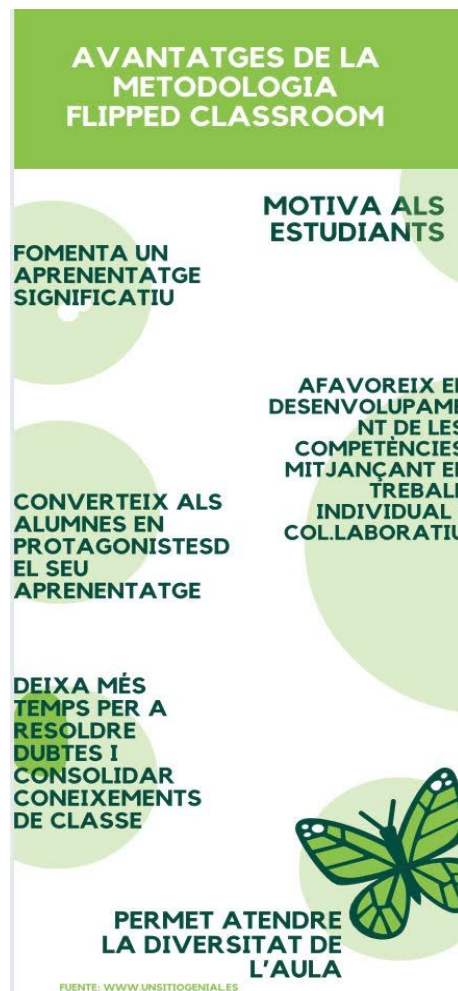 AVANTATGES DE LA
METODOLOGIA
FLIPPED CLASSROOM
MOTIVA ALS
ESTUDIANTS
FOMENTA UN
APRENENTATGE
SIGNIFICATIU
AFAVOREIX EL
DESENVOLUPAME
NT DE LES
COMPETÈNCIES
MITJANÇANT EL
TREBALL
INDIVIDUAL I
COL.LABORATIU
CONVERTEIX ALS
ALUMNES EN
PROTAGONISTESD
EL SEU
APRENENTATGE
DEIXA MÉS
TEMPS PER A
RESOLDRE
DUBTES I
CONSOLIDAR
CONEIXEMENTS
DE CLASSE
PERMET ATENDRE
LA DIVERSITAT DE
L'AULA
FUENTE: WWW.UNSITIOGENIAL.ES